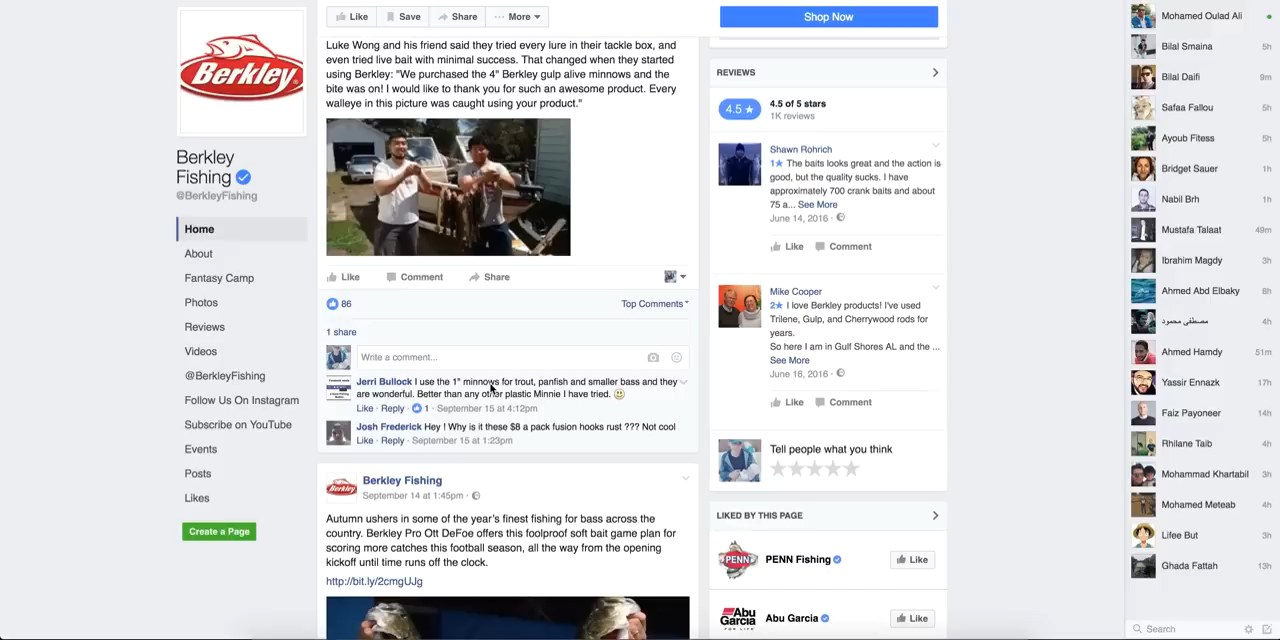 Like
Save
Share
More
Shop Now
Berkley
Berkley
Fishing
@BerkleyFishing
Home
About
Fantasy Camp
Photos
Reviews
Videos
@BerkleyFishing
Follow Us On Instagram
Subscribe on YouTube
Events
Posts
Likes
Create a Page
Luke Wong and his friend said they tried every lure in their tackle box, and
even tried live bait with minimal success. That changed when they started
using Berkley: "We purchased the 4" Berkley gulp alive minnows and the
bite was on! I would like to thank you for such an awesome product. Every
walleye in this picture was caught using your product."
Like
Comment
Share
86
Top Comments
1 share
Write a comment...
Jerri Bullock I use the 1" minnows for trout, panfish and smaller bass and they
are wonderful. Better than any other plastic Minnie I have tried.
Like · Reply · 1 · September 15 at 4:12pm
Josh Frederick Hey ! Why is it these $8 a pack fusion hooks rust ??? Not cool
Like · Reply · September 15 at 1:23pm
Berkley
Berkley Fishing
September 14 at 1:45pm ·
Autumn ushers in some of the year's finest fishing for bass across the
country. Berkley Pro Ott DeFoe offers this foolproof soft bait game plan for
scoring more catches this football season, all the way from the opening
kickoff until time runs off the clock.
http://bit.ly/2cmgUJg
REVIEWS
4.5 ★
4.5 of 5 stars
1K reviews
Shawn Rohrich
1★ The baits looks great and the action is
good, but the quality sucks. I have
approximately 700 crank baits and about
75 a... See More
June 14, 2016 ·
Like
Comment
Mike Cooper
2★ I love Berkley products! I've used
Trilene, Gulp, and Cherrywood rods for
years.
So here I am in Gulf Shores AL and the ...
See More
June 16, 2016 ·
Like
Comment
Tell people what you think
LIKED BY THIS PAGE
PENN
PENN Fishing
Like
Abu
Garcia
FOR LIFE
Abu Garcia
Like
Mohamed Oulad Ali
Bilal Smaina 5h
Bilal Daifi 9m
Safaa Fallou 5h
Ayoub Fitess 5h
Bridget Sauer 1h
Nabil Brh 1h
Mustafa Talaat 49m
Ibrahim Magdy 3h
Ahmed Abd Elbaky 8h
مصطفى محمود 4h
Ahmed Hamdy 51m
Yassir Ennazk 17h
Faiz Payoneer 4h
Rhilane Taib 4h
Mohammad Khartabil 3h
Mohamed Meteab 4h
Lifee But 3h
Ghada Fattah 13h
Search